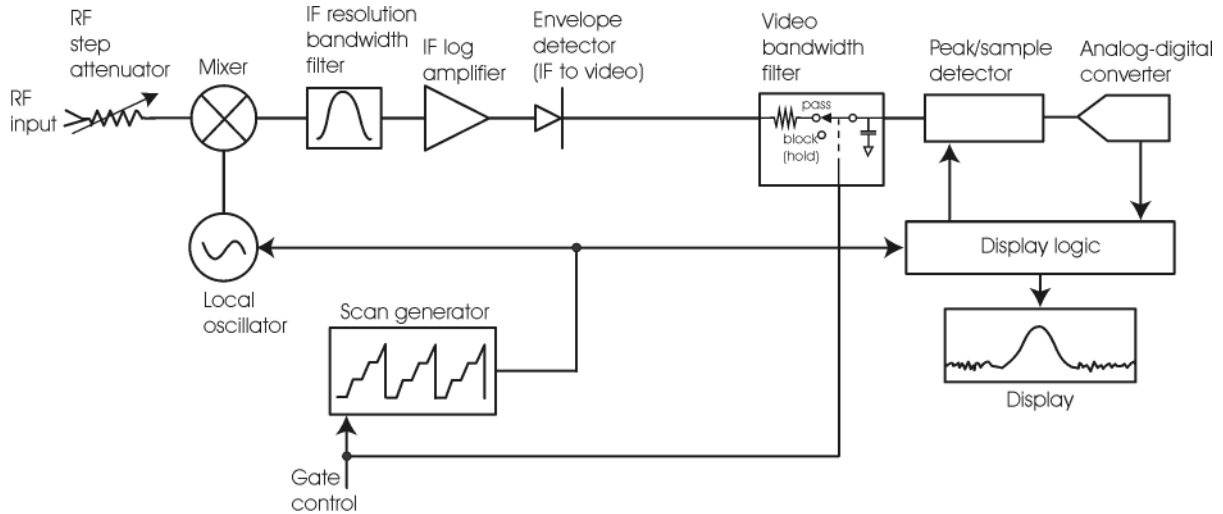 RF
step
attenuator
RF
input
Mixer
IF resolution
bandwidth
filter
IF log
amplifier
Envelope
detector
(IF to video)
Video
bandwidth
filter
pass
block
(hold)
Peak/sample
detector
Analog-digital
converter
Local
oscillator
Scan generator
Gate
control
Display logic
Display